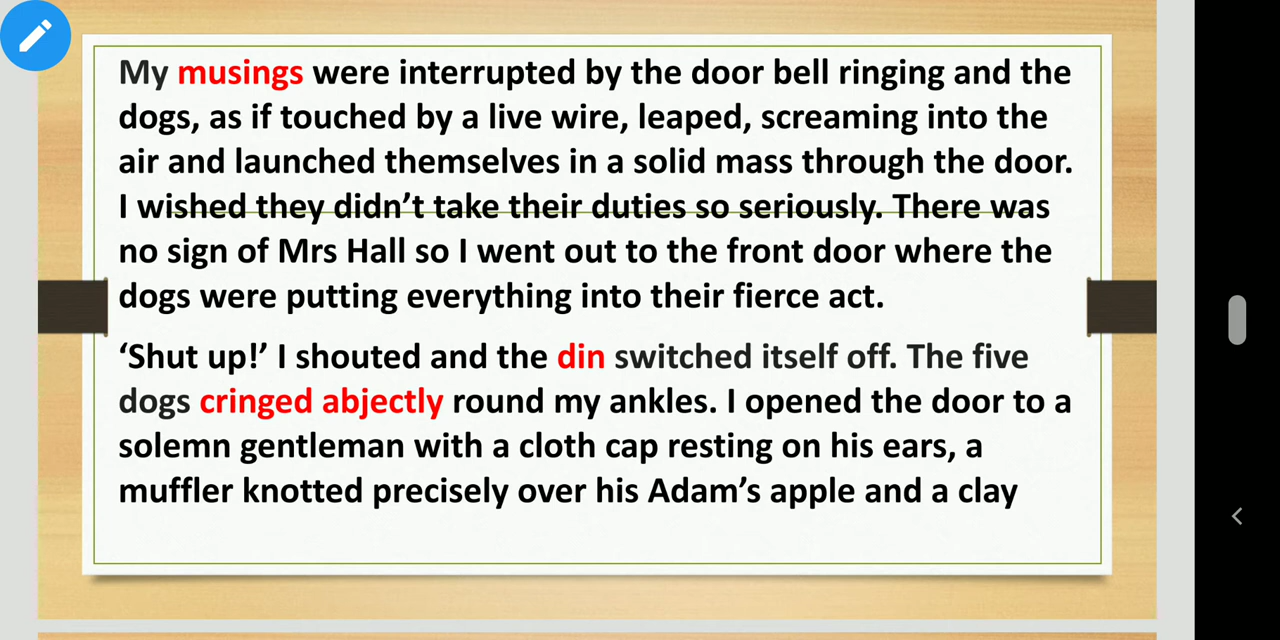 My musings were interrupted by the door bell ringing and the
dogs, as if touched by a live wire, leaped, screaming into the
air and launched themselves in a solid mass through the door.
I wished they didn’t take their duties so seriously. There was
no sign of Mrs Hall so I went out to the front door where the
dogs were putting everything into their fierce act.
‘Shut up!’ I shouted and the din switched itself off. The five
dogs cringed abjectly round my ankles. I opened the door to a
solemn gentleman with a cloth cap resting on his ears, a
muffler knotted precisely over his Adam’s apple and a clay